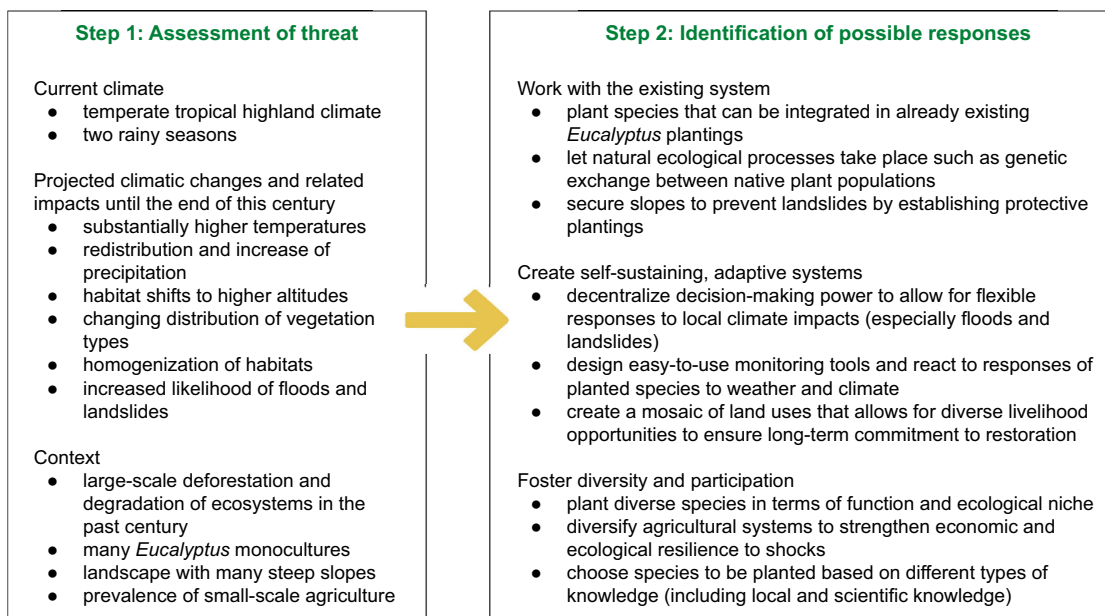 Step 1: Assessment of threat
Current climate
● temperate tropical highland climate
● two rainy seasons
Projected climatic changes and related
impacts until the end of this century
● substantially higher temperatures
● redistribution and increase of
precipitation
● habitat shifts to higher altitudes
● changing distribution of vegetation
types
● homogenization of habitats
● increased likelihood of floods and
landslides
Context
● large-scale deforestation and
degradation of ecosystems in the
past century
● many Eucalyptus monocultures
● landscape with many steep slopes
● prevalence of small-scale agriculture
Step 2: Identification of possible responses
Work with the existing system
● plant species that can be integrated in already existing
Eucalyptus plantings
● let natural ecological processes take place such as genetic
exchange between native plant populations
● secure slopes to prevent landslides by establishing protective
plantings
Create self-sustaining, adaptive systems
● decentralize decision-making power to allow for flexible
responses to local climate impacts (especially floods and
landslides)
● design easy-to-use monitoring tools and react to responses of
planted species to weather and climate
● create a mosaic of land uses that allows for diverse livelihood
opportunities to ensure long-term commitment to restoration
Foster diversity and participation
● plant diverse species in terms of function and ecological niche
● diversify agricultural systems to strengthen economic and
ecological resilience to shocks
● choose species to be planted based on different types of
knowledge (including local and scientific knowledge)